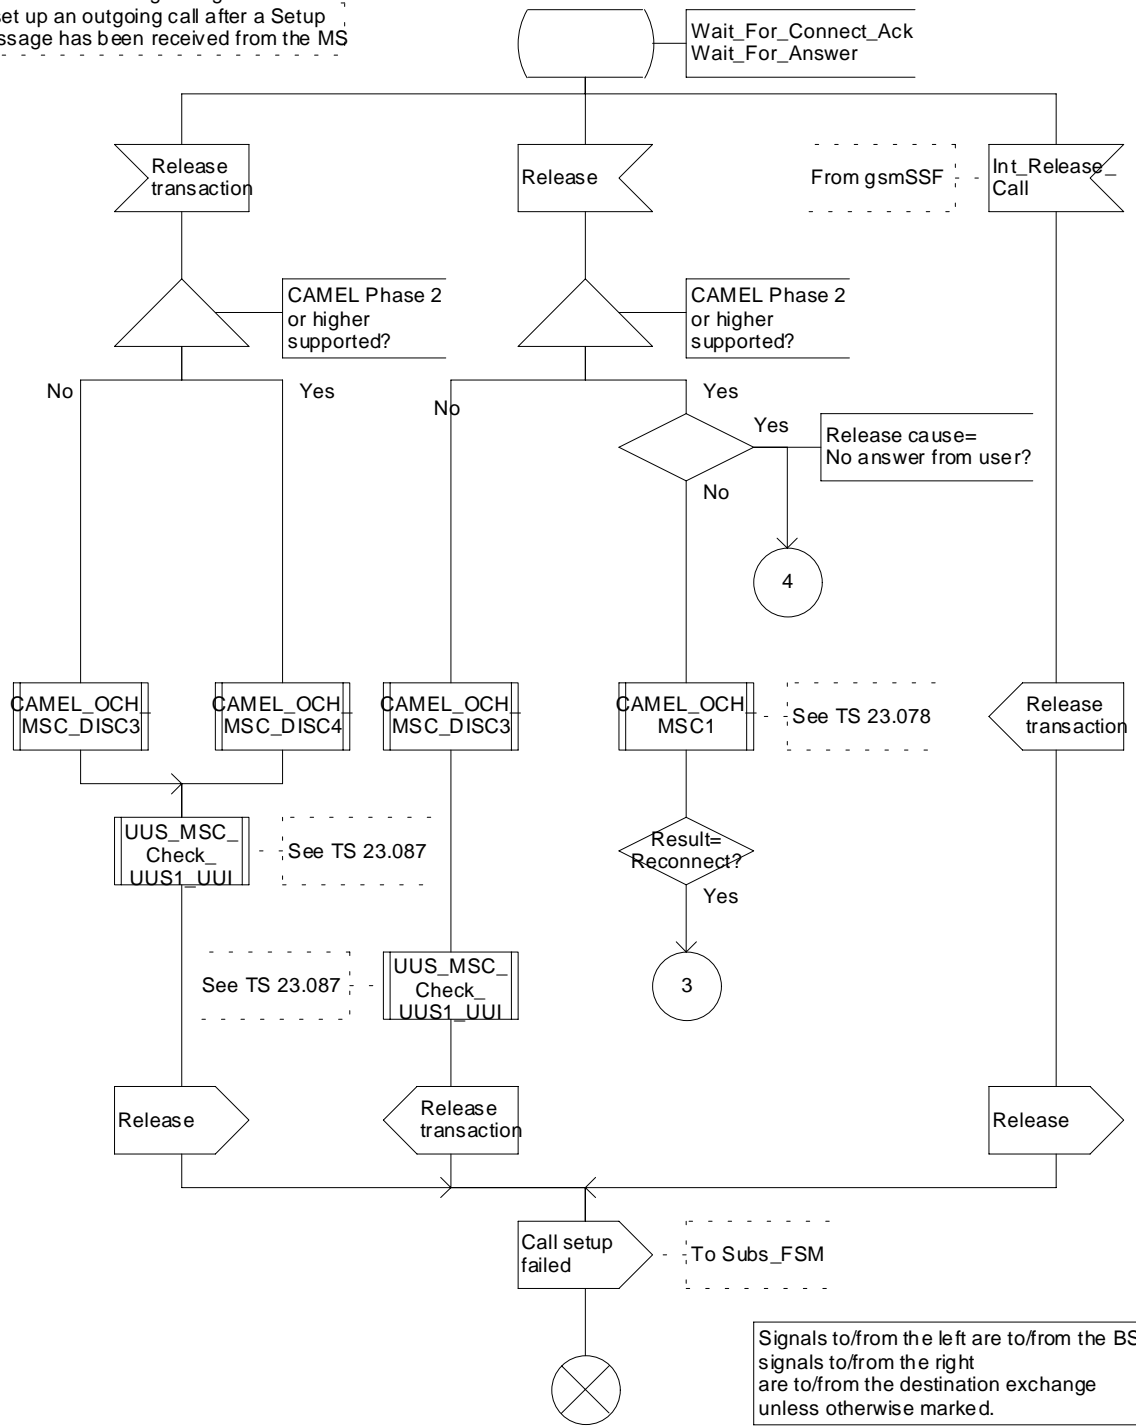 set up an outgoing call after a Setup
message has been received from the MS
Wait_For_Connect_Ack
Wait_For_Answer
Release
transaction
Release
From gsmSSF
Int_Release_
Call
CAMEL Phase 2
or higher
supported?
CAMEL Phase 2
or higher
supported?
No
Yes
No
Yes
Yes
Release cause=
No answer from user?
No
4
CAMEL_OCH_
MSC_DISC3
CAMEL_OCH_
MSC_DISC4
CAMEL_OCH_
MSC_DISC3
CAMEL_OCH_
MSC1
See TS 23.078
Release
transaction
UUS_MSC_
Check_
UUS1_UUI
See TS 23.087
Result=
Reconnect?
Yes
See TS 23.087
UUS_MSC_
Check_
UUS1_UUI
3
Release
Release
transaction
Release
Call setup
failed
To Subs_FSM
Signals to/from the left are to/from the BS
signals to/from the right
are to/from the destination exchange
unless otherwise marked.